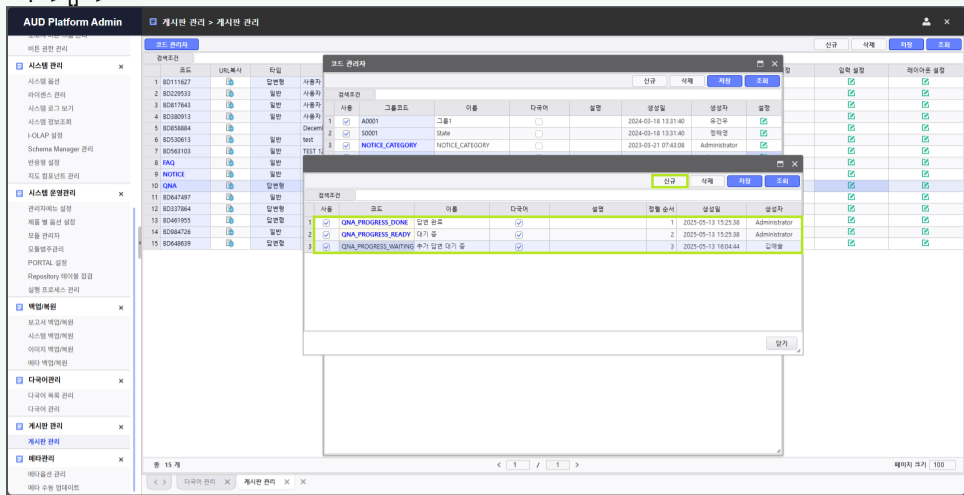 AUD Platform Admin
게시판 관리 > 게시판 관리
버튼 권한 관리
시스템 관리
시스템 옵션
라이센스 관리
시스템 로그 보기
시스템 정보조회
i-OLAP 설정
Schema Manager 관리
반응형 설정
지도 컴포넌트 관리
시스템 운영관리
관리자메뉴 설정
제품 별 옵션 설정
모듈 관리자
모듈범주관리
PORTAL 설정
Repository 테이블 점검
실행 프로세스 관리
백업/복원
보고서 백업/복원
시스템 백업/복원
이미지 백업/복원
메타 백업/복원
다국어관리
다국어 목록 관리
다국어 관리
게시판 관리
게시판 관리
메타관리
메타옵션 관리
메타 수동 업데이트
코드 관리자
신규 삭제 저장 조회
검색조건
코드 URL복사 타입 입력 설정 레이아웃 설정
1 BD111627 답변형 사용자
2 BD229533 일반 사용자
3 BD817643 일반 사용자
4 BD380913 일반 사용자
5 BD858884 Decem
6 BD530613 일반 test
7 BD563103 일반 TEST 12
8 FAQ 일반
9 NOTICE 일반
10 QNA 답변형
11 BD647497 일반
12 BD337864 답변형
13 BD461955 답변형
14 BD984726 일반
15 BD648639 답변형
코드 관리자
신규 삭제 저장 조회
검색조건
사용 그룹코드 이름 다국어 설명 생성일 생성자 설정
1 A0001 그룹1 2024-03-18 13:31:40 유건우
2 S0001 State 2024-03-18 13:31:40 정해영
3 NOTICE_CATEGORY NOTICE_CATEGORY 2023-03-21 07:43:08 Administrator
신규 삭제 저장 조회
검색조건
사용 코드 이름 다국어 설명 정렬 순서 생성일 생성자
1 QNA_PROGRESS_DONE 답변 완료 1 2025-05-13 15:25:38 Administrator
2 QNA_PROGRESS_READY 대기 중 2 2025-05-13 15:25:38 Administrator
3 QNA_PROGRESS_WAITING 추가 답변 대기 중 3 2025-05-13 16:04:44
닫기
총 15 개
1 / 1
페이지 크기 100
다국어 관리 게시판 관리